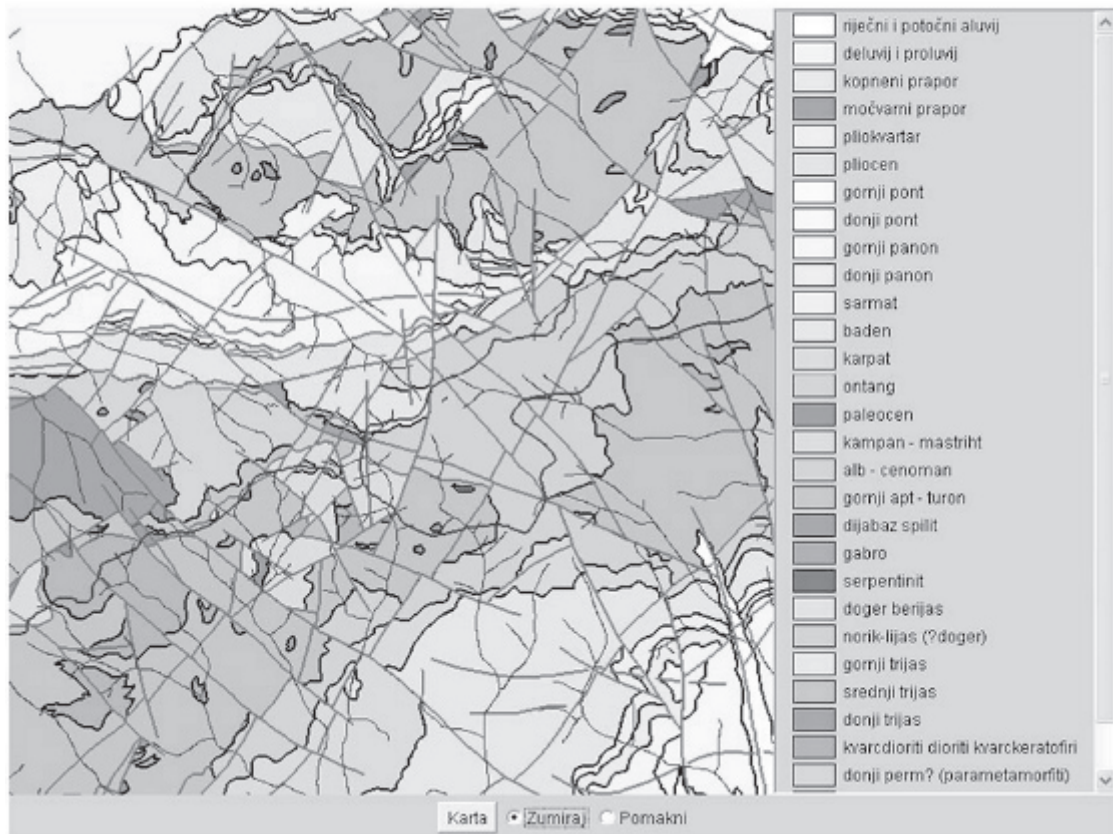 riječni i potočni aluvij
deluvij i proluvij
kopneni prapor
močvarni prapor
pliokvartar
pliocen
gornji pont
donji pont
gornji panon
donji panon
sarmat
baden
karpat
ontang
paleocen
kampan - mastriht
alb - cenoman
gornji apt - turon
dijabaz spilit
gabro
serpentinit
doger berijas
norik-lijas (?doger)
gornji trijas
srednji trijas
donji trijas
kvarcdioriti dioriti kvarckeratofiri
donji perm? (parametamorfiti)
Karta Zumiraj Pomakni